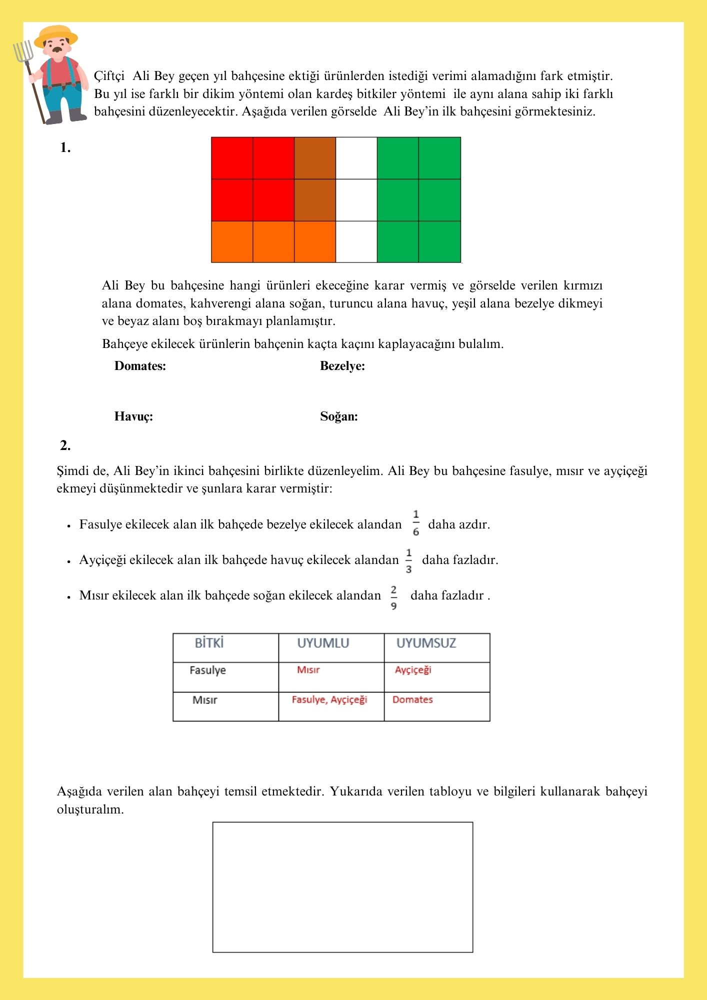 Çiftçi Ali Bey geçen yıl bahçesine ektiği ürünlerden istediği verimi alamadığını fark etmiştir.
Bu yıl ise farklı bir dikim yöntemi olan kardeş bitkiler yöntemi ile aynı alana sahip iki farklı
bahçesini düzenleyecektir. Aşağıda verilen görselde Ali Bey’in ilk bahçesini görmektesiniz.
1.
Ali Bey bu bahçesine hangi ürünleri ekeceğine karar vermiş ve görselde verilen kırmızı
alana domates, kahverengi alana soğan, turuncu alana havuç, yeşil alana bezelye dikmeyi
ve beyaz alanı boş bırakmayı planlamıştır.
Bahçeye ekilecek ürünlerin bahçenin kaçta kaçını kaplayacağını bulalım.
Domates: Bezelye:
Havuç: Soğan:
2.
Şimdi de, Ali Bey’in ikinci bahçesini birlikte düzenleyelim. Ali Bey bu bahçesine fasulye, mısır ve ayçiçeği
ekmeyi düşünmektedir ve şunlara karar vermiştir:
• Fasulye ekilecek alan ilk bahçede bezelye ekilecek alandan 1/6 daha azdır.
• Ayçiçeği ekilecek alan ilk bahçede havuç ekilecek alandan 1/3 daha fazladır.
• Mısır ekilecek alan ilk bahçede soğan ekilecek alandan 2/9 daha fazladır .
BİTKİ UYUMLU UYUMSUZ
Fasulye Mısır Ayçiçeği
Mısır Fasulye, Ayçiçeği Domates
Aşağıda verilen alan bahçeyi temsil etmektedir. Yukarıda verilen tabloyu ve bilgileri kullanarak bahçeyi
oluşturalım.